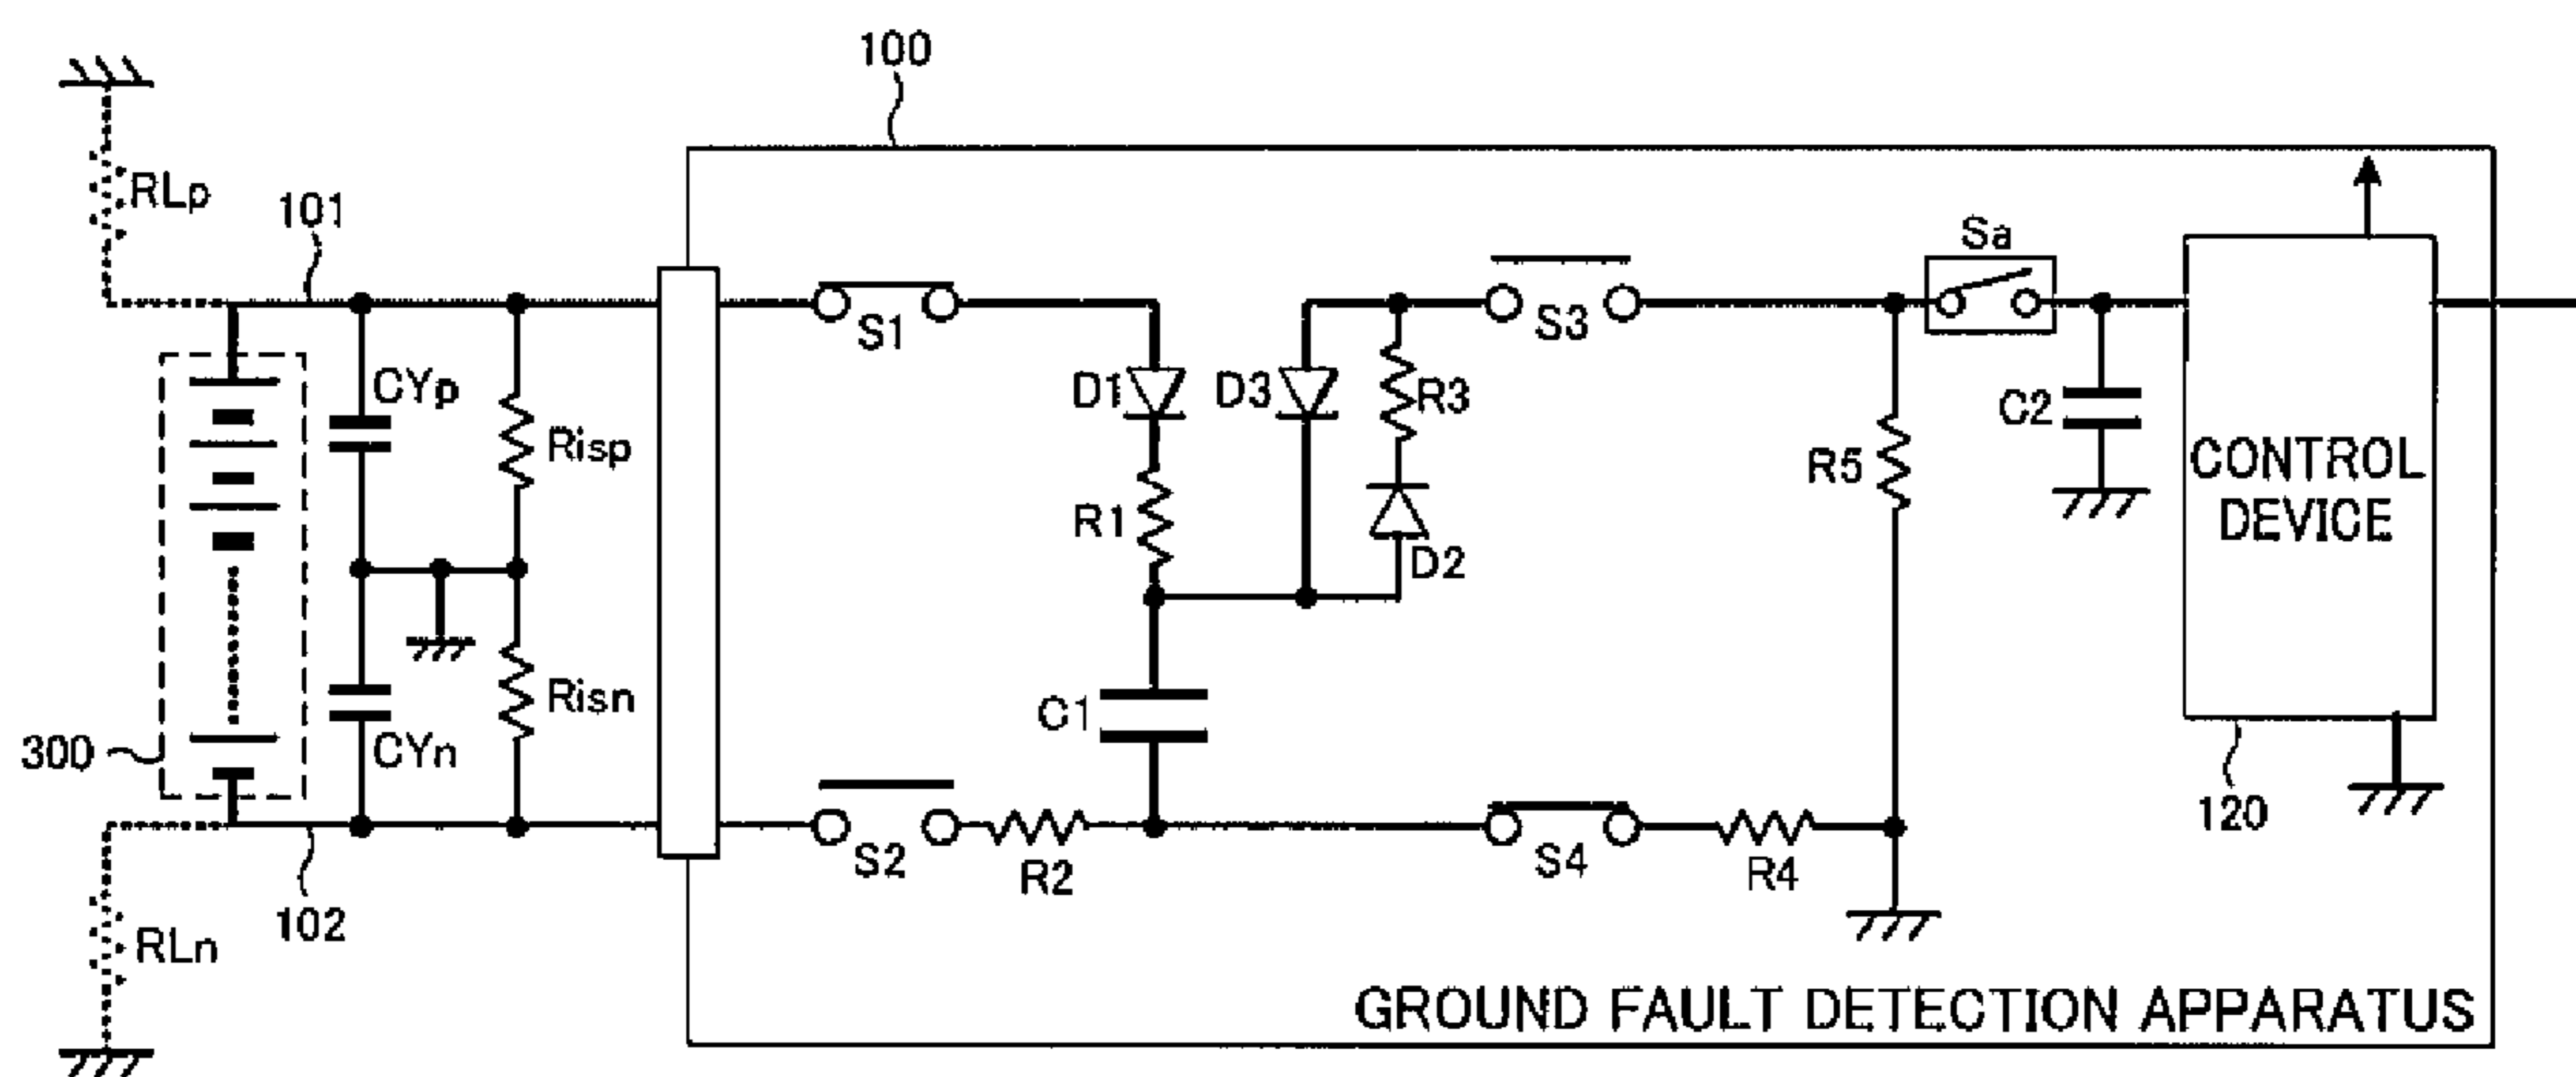 100
RLp
101
Sa
S1
S3
CYp
D1
D3
R3
C2
Risp
R5
CONTROL
DEVICE
R1
D2
Risn
C1
300
CYn
120
S2
R2
S4
R4
102
RLn
GROUND FAULT DETECTION APPARATUS